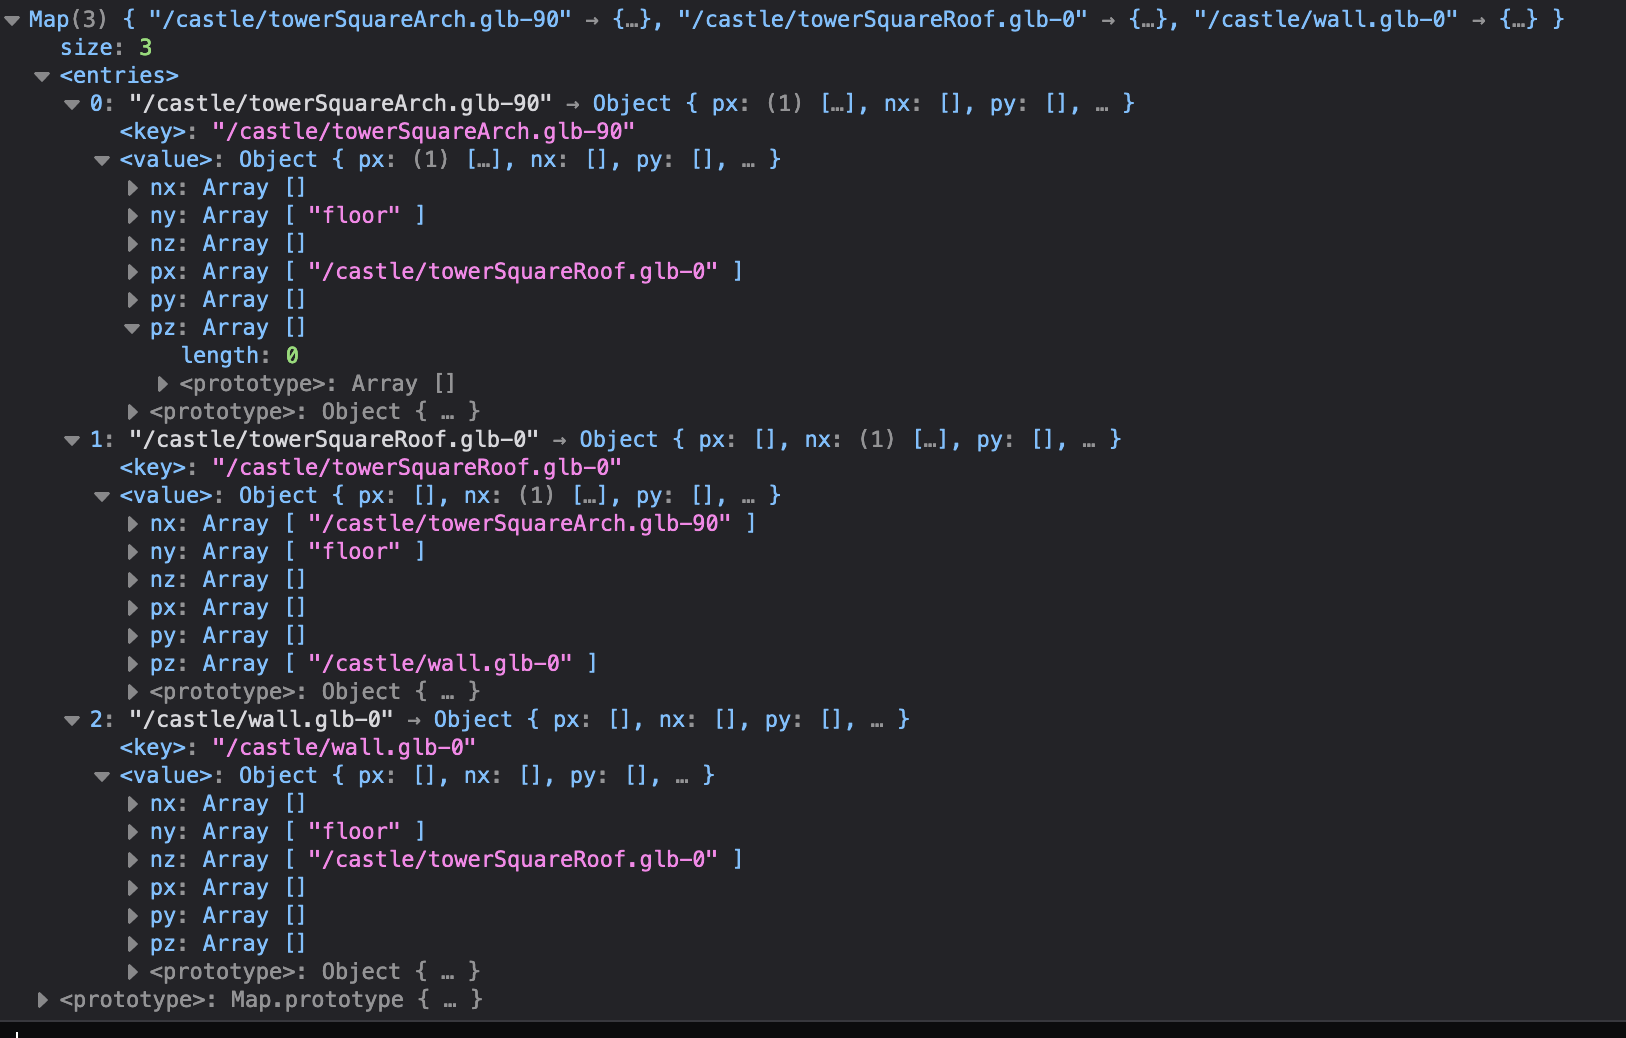 Map(3) { "/castle/towerSquareArch.glb-90" → {…}, "/castle/towerSquareRoof.glb-0" → {…}, "/castle/wall.glb-0" → {…} }
size: 3
<entries>
0: "/castle/towerSquareArch.glb-90" → Object { px: (1) […], nx: [], py: [], … }
<key>: "/castle/towerSquareArch.glb-90"
<value>: Object { px: (1) […], nx: [], py: [], … }
nx: Array []
ny: Array [ "floor" ]
nz: Array []
px: Array [ "/castle/towerSquareRoof.glb-0" ]
py: Array []
pz: Array []
length: 0
<prototype>: Array []
<prototype>: Object { … }
1: "/castle/towerSquareRoof.glb-0" → Object { px: [], nx: (1) […], py: [], … }
<key>: "/castle/towerSquareRoof.glb-0"
<value>: Object { px: [], nx: (1) […], py: [], … }
nx: Array [ "/castle/towerSquareArch.glb-90" ]
ny: Array [ "floor" ]
nz: Array []
px: Array []
py: Array []
pz: Array [ "/castle/wall.glb-0" ]
<prototype>: Object { … }
2: "/castle/wall.glb-0" → Object { px: [], nx: [], py: [], … }
<key>: "/castle/wall.glb-0"
<value>: Object { px: [], nx: [], py: [], … }
nx: Array []
ny: Array [ "floor" ]
nz: Array [ "/castle/towerSquareRoof.glb-0" ]
px: Array []
py: Array []
pz: Array []
<prototype>: Object { … }
<prototype>: Map.prototype { … }